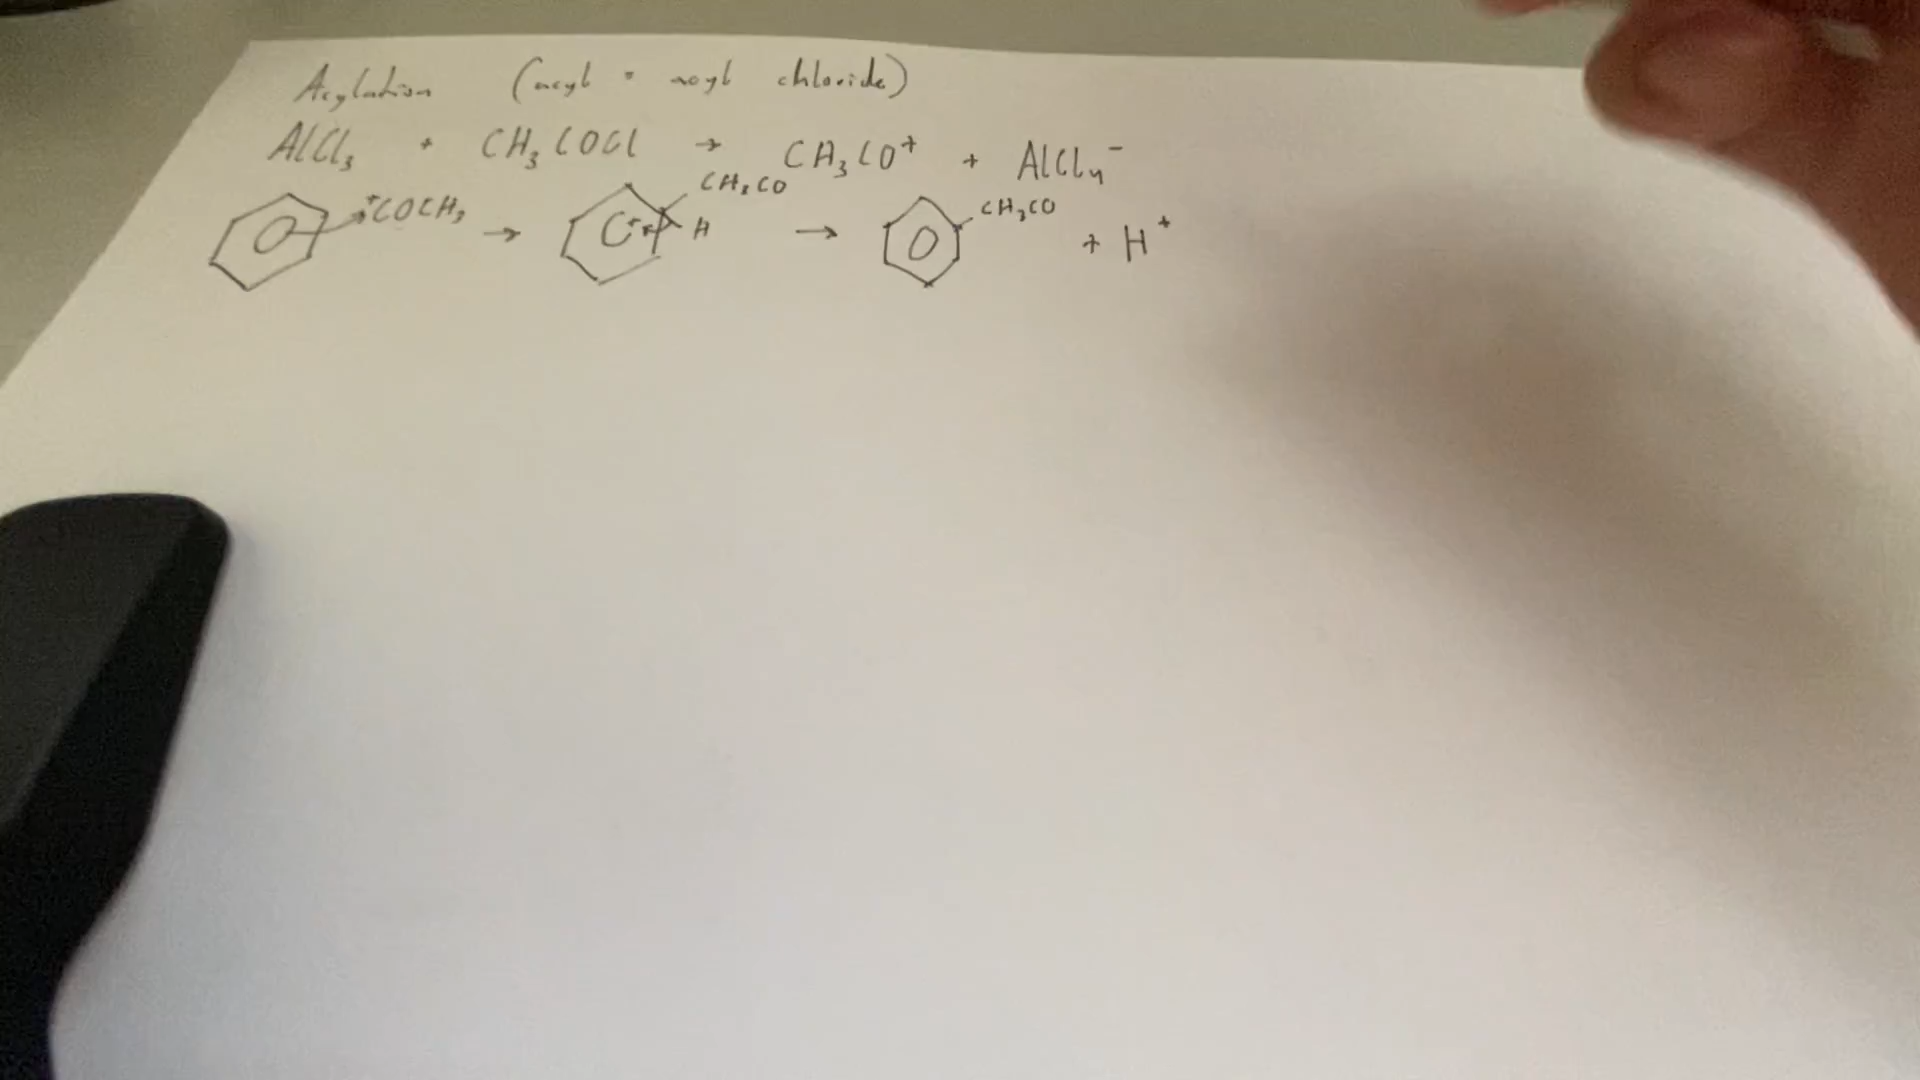 Acylation (acyl = acyl chloride)
AlCl₃ + CH₃COCl → CH₃CO⁺ + AlCl₄⁻
⁺COCH₃ → CH₃CO + H → CH₃CO + H⁺